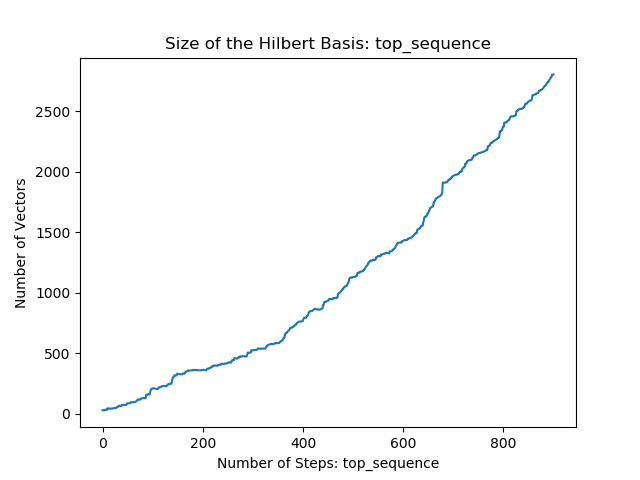 Size of the Hilbert Basis: top_sequence
Number of Vectors
2500
2000
1500
1000
500
0
0 200 400 600 800
Number of Steps: top_sequence